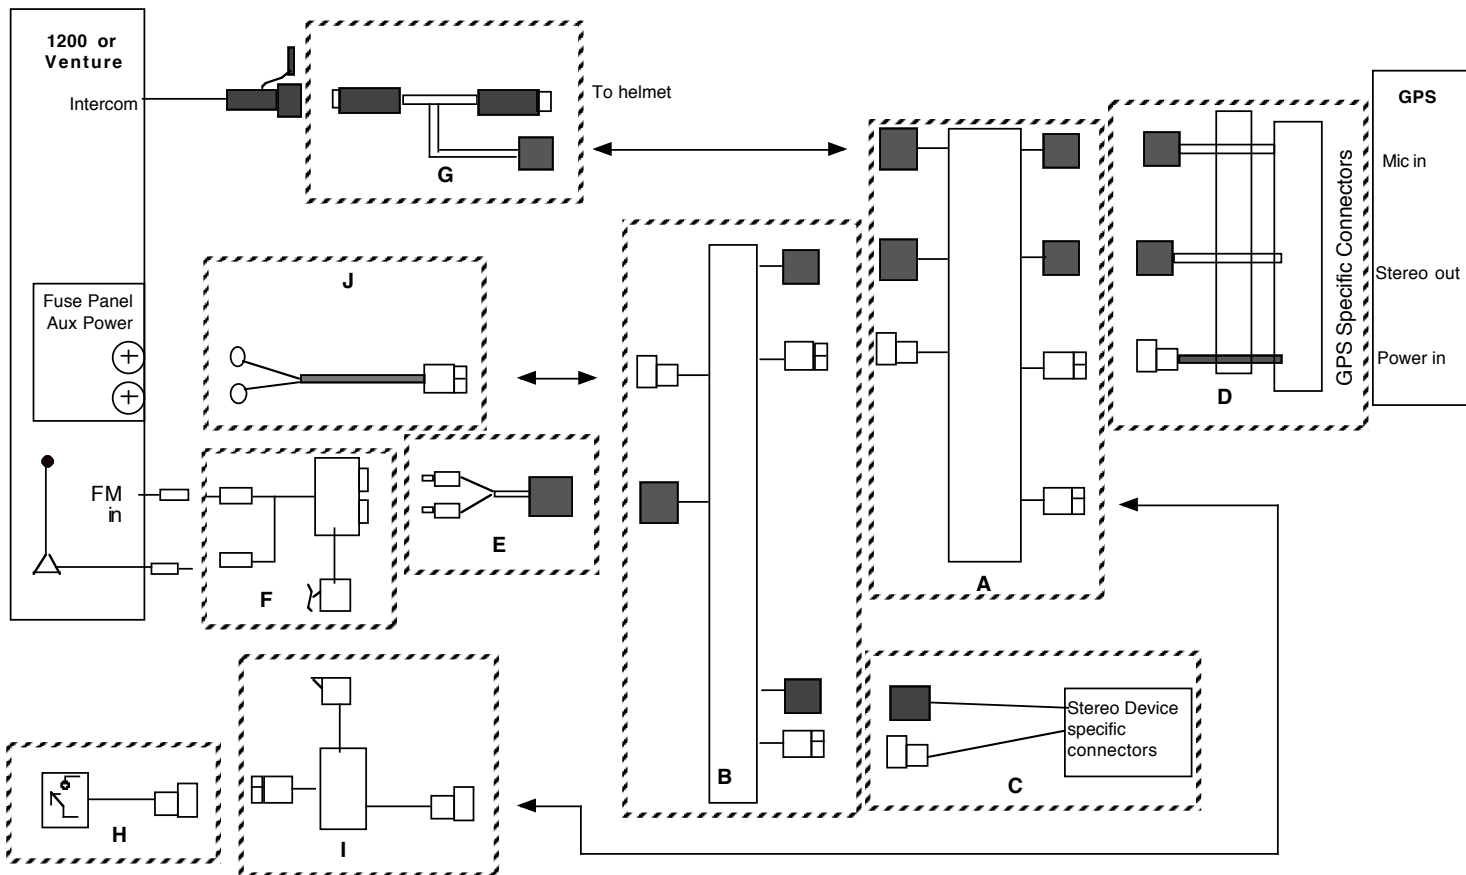 1200 or
Venture
Intercom
To helmet
G
GPS
Mic in
Stereo out
Power in
GPS Specific Connectors
D
J
Fuse Panel
Aux Power
FM
in
F
E
A
B
Stereo Device
specific
connectors
C
H
I